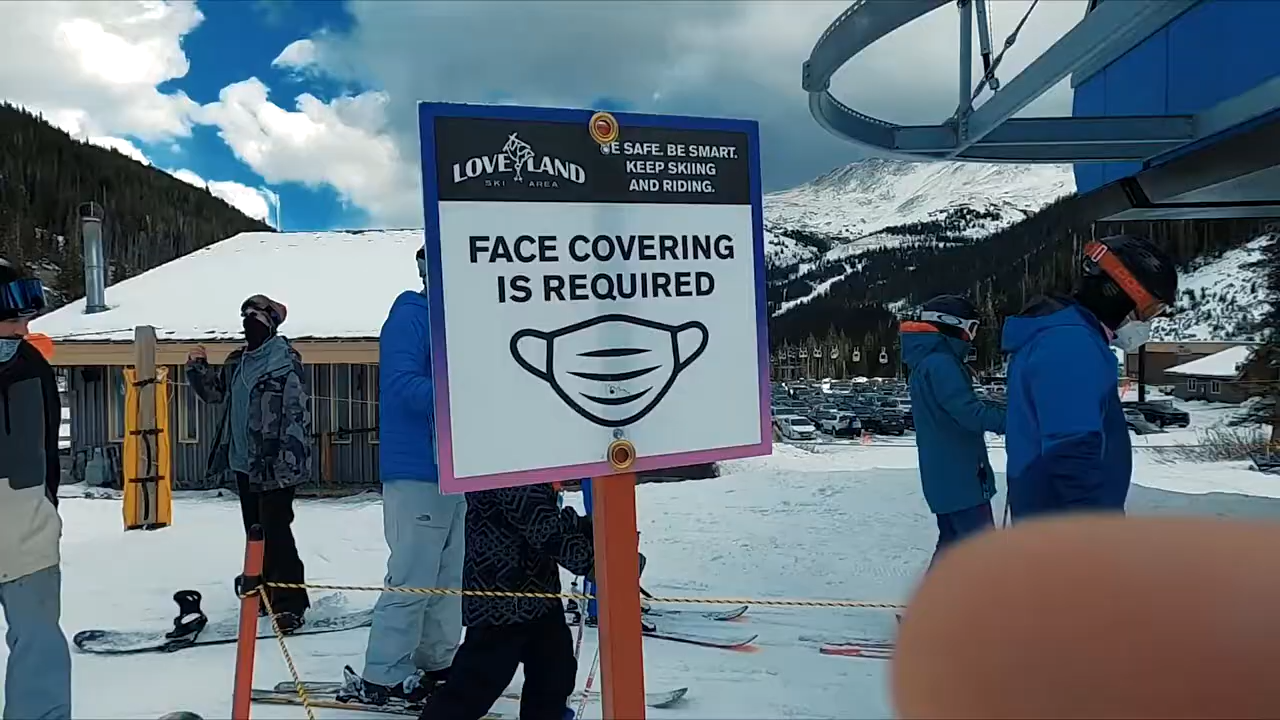 LOVELAND
SKI AREA
BE SAFE. BE SMART.
KEEP SKIING
AND RIDING.
FACE COVERING
IS REQUIRED